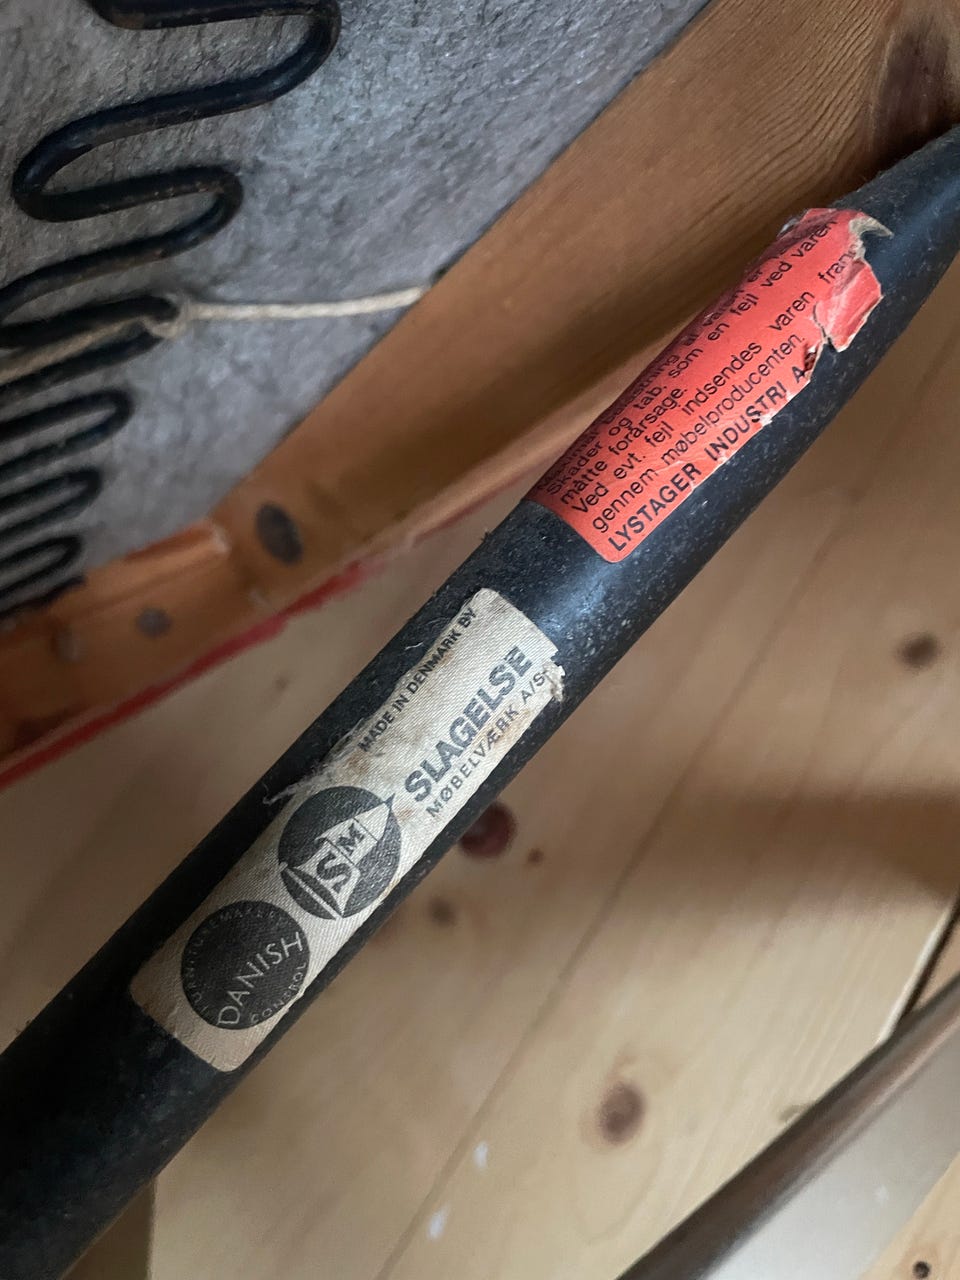 Skader og tab, som en fejl ved varen
måtte forårsage.
Ved evt. fejl indsendes varen
gennem møbelproducenten.
LYSTAGER INDUSTRI
MADE IN DENMARK BY
SLAGELSE
MØBELVÆRK A/S
SM
DANISH
CONTROL